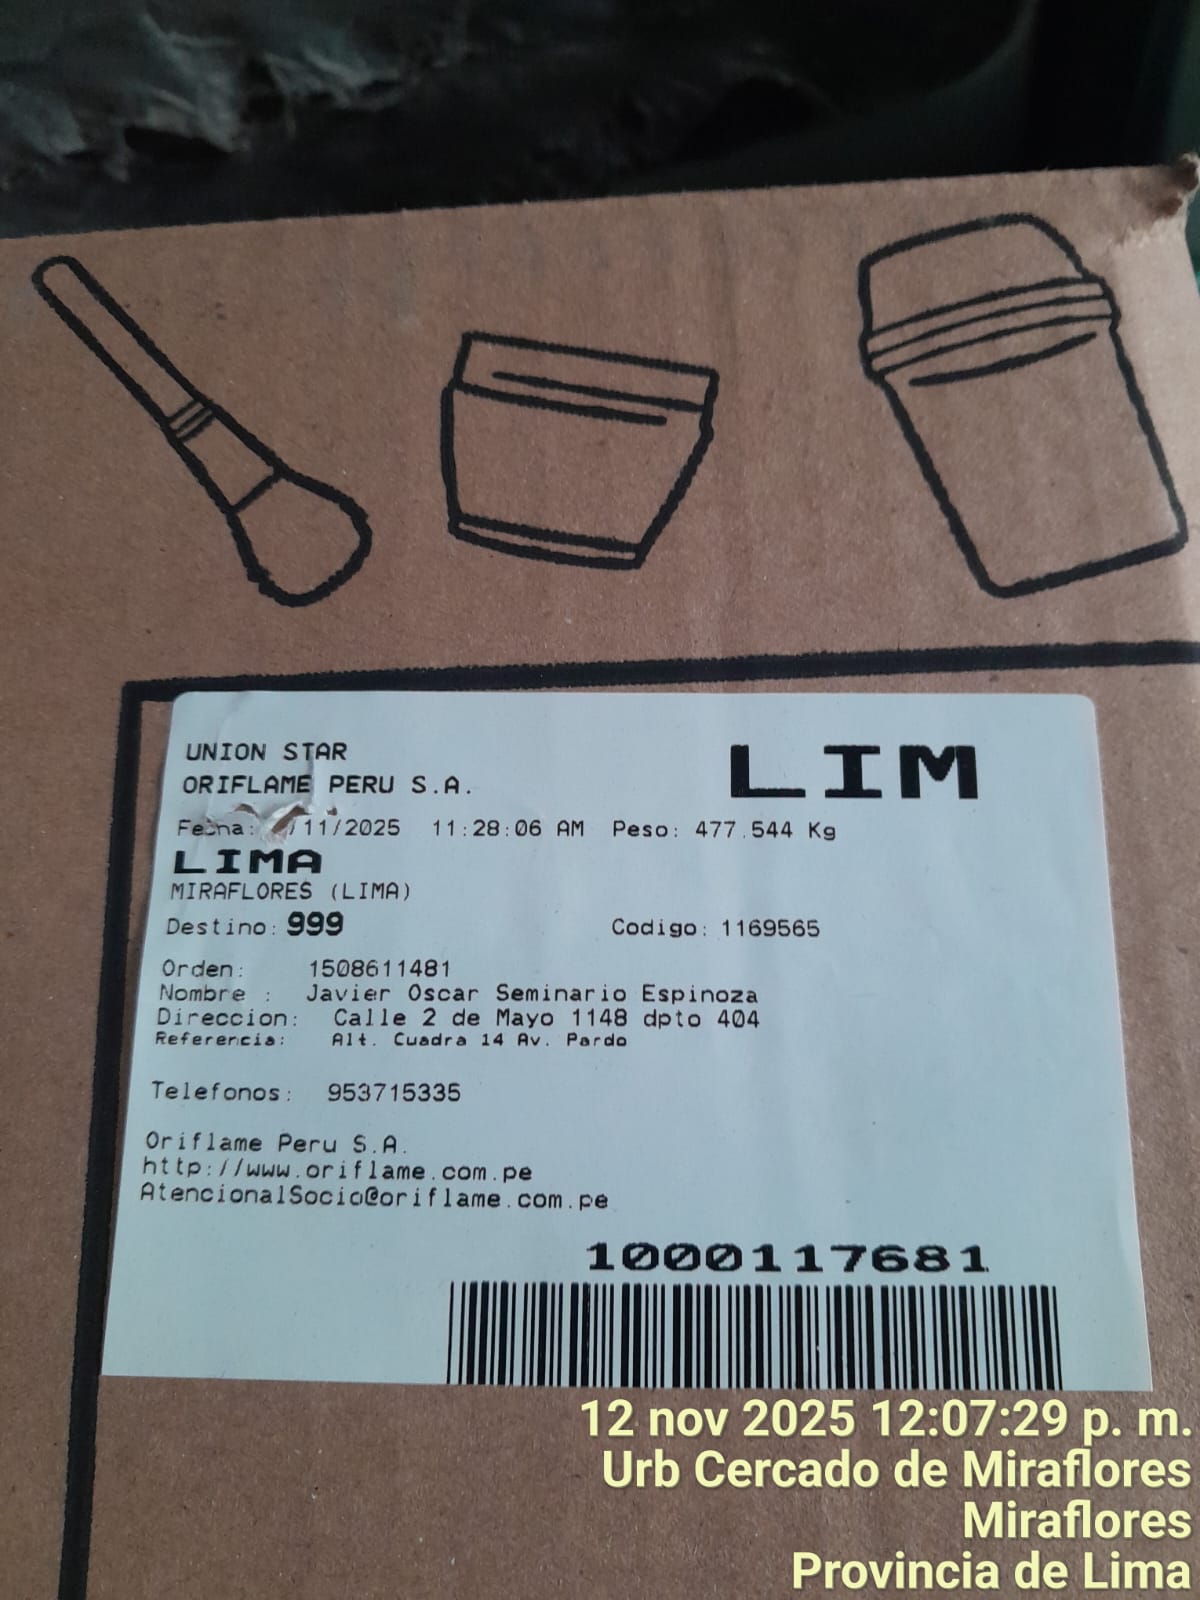 UNION STAR
LIM
ORIFLAME PERU S.A.
Fecha: /11/2025 11:28:06 AM Peso: 477.544 Kg
LIMA
MIRAFLORES (LIMA)
Destino: 999 Codigo: 1169565
Orden: 1508611481
Nombre : Javier Oscar Seminario Espinoza
Direccion: Calle 2 de Mayo 1148 dpto 404
Referencia: Alt. Cuadra 14 Av. Pardo
Telefonos: 953715335
Oriflame Peru S.A.
http://www.oriflame.com.pe
AtencionalSocio@oriflame.com.pe
1000117681
12 nov 2025 12:07:29 p. m.
Urb Cercado de Miraflores
Miraflores
Provincia de Lima